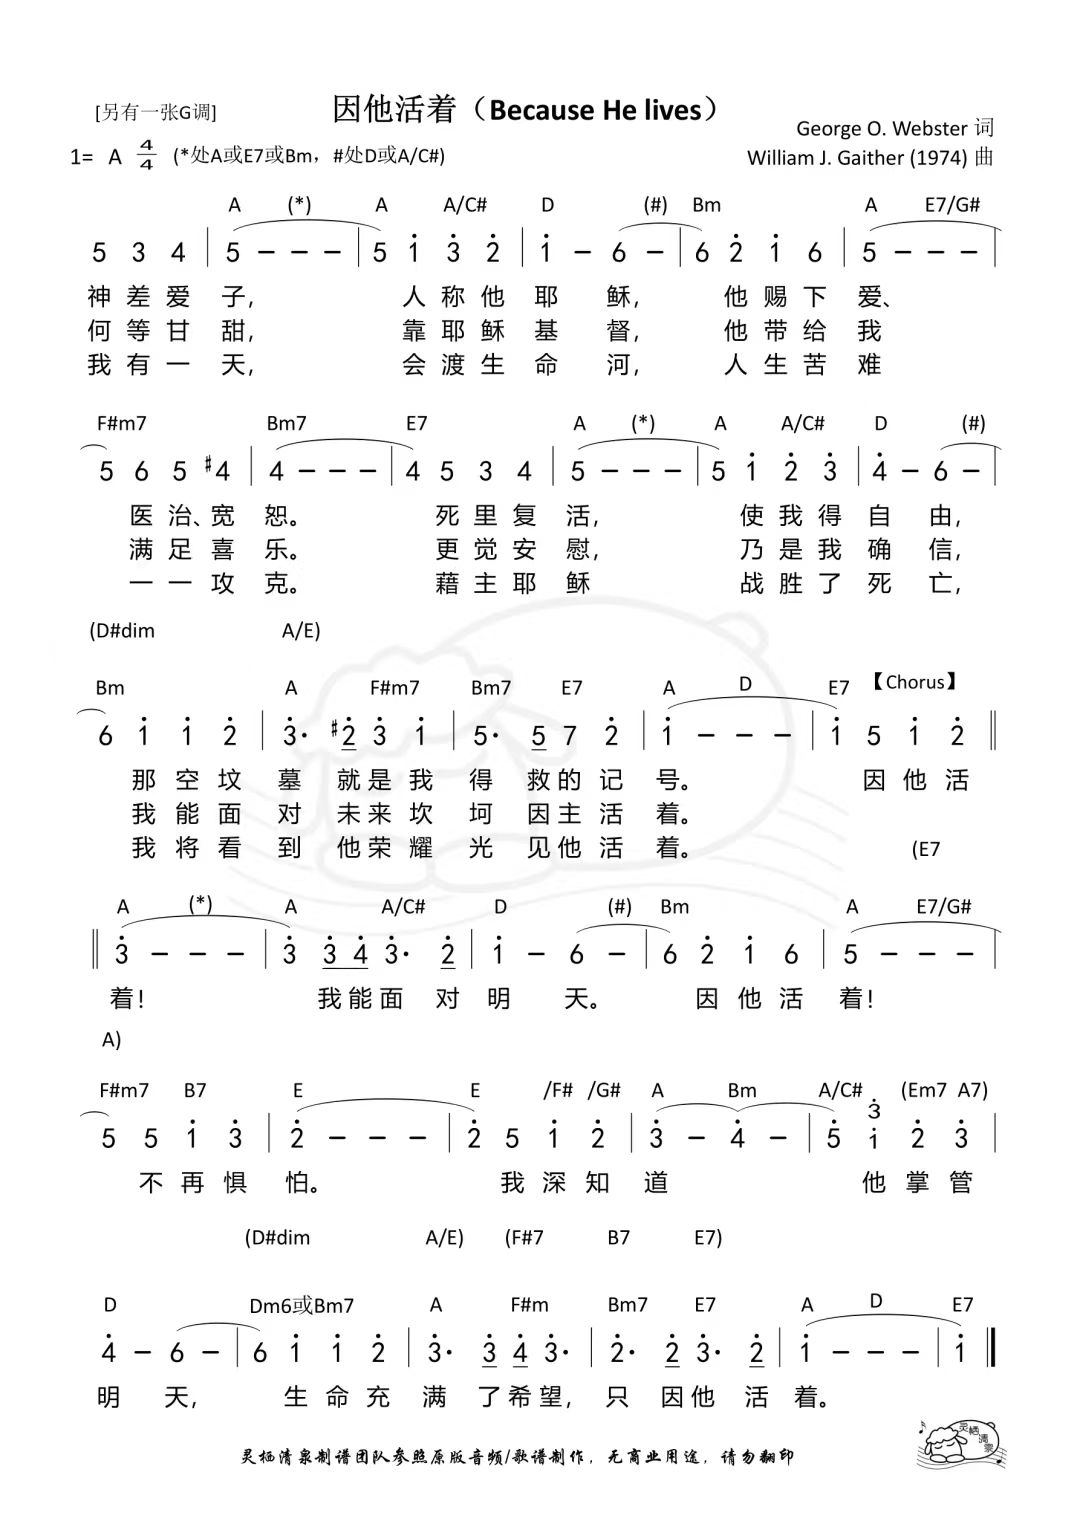 因他活着（Because He lives）
[另有一张G调]
George O. Webster 词
1= A 4/4 (*处A或E7或Bm，#处D或A/C#)
William J. Gaither (1974) 曲
A (*) A A/C# D (#) Bm A E7/G#
5 3 4 | 5 - - - | 5 1̇ 3̇ 2̇ | 1̇ - 6 - | 6 2̇ 1̇ 6 | 5 - - - |
神差爱子， 人称他耶稣， 他赐下爱、
何等甘甜， 靠耶稣基督， 他带给我
我有一天， 会渡生命河， 人生苦难
F#m7 Bm7 E7 A (*) A A/C# D (#)
5 6 5 #4 | 4 - - - | 4 5 3 4 | 5 - - - | 5 1̇ 2̇ 3̇ | 4̇ - 6 - |
医治、宽恕。 死里复活， 使我得自由，
满足喜乐。 更觉安慰， 乃是我确信，
一一攻克。 藉主耶稣 战胜了死亡，
(D#dim A/E)
Bm A F#m7 Bm7 E7 A D E7 【Chorus】
6 1̇ 1̇ 2̇ | 3̇· #2̇ 3̇ 1̇ | 5· 5 7 2̇ | 1̇ - - - | 1̇ 5 1̇ 2̇ ||
那空坟墓就是我得救的记号。 因他活
我能面对未来坎坷因主活着。
我将看到他荣耀光见他活着。 (E7
A (*) A A/C# D (#) Bm A E7/G#
|| 3̇ - - - | 3̇ 3̇ 4̇ 3̇· 2̇ | 1̇ - 6 - | 6 2̇ 1̇ 6 | 5 - - - |
着！ 我能面对明天。 因他活着！
A)
F#m7 B7 E E /F# /G# A Bm A/C# (Em7 A7)
3̇
5 5 1̇ 3̇ | 2̇ - - - | 2̇ 5 1̇ 2̇ | 3̇ - 4̇ - | 5̇ 1̇ 2̇ 3̇ |
不再惧怕。 我深知道 他掌管
(D#dim A/E) (F#7 B7 E7)
D Dm6或Bm7 A F#m Bm7 E7 A D E7
4̇ - 6 - | 6 1̇ 1̇ 2̇ | 3̇· 3̇ 4̇ 3̇· | 2̇· 2̇ 3̇· 2̇ | 1̇ - - - | 1̇ ||
明天， 生命充满了希望，只因他活着。
灵栖清泉
灵栖清泉制谱团队参照原版音频/歌谱制作，无商业用途，请勿翻印